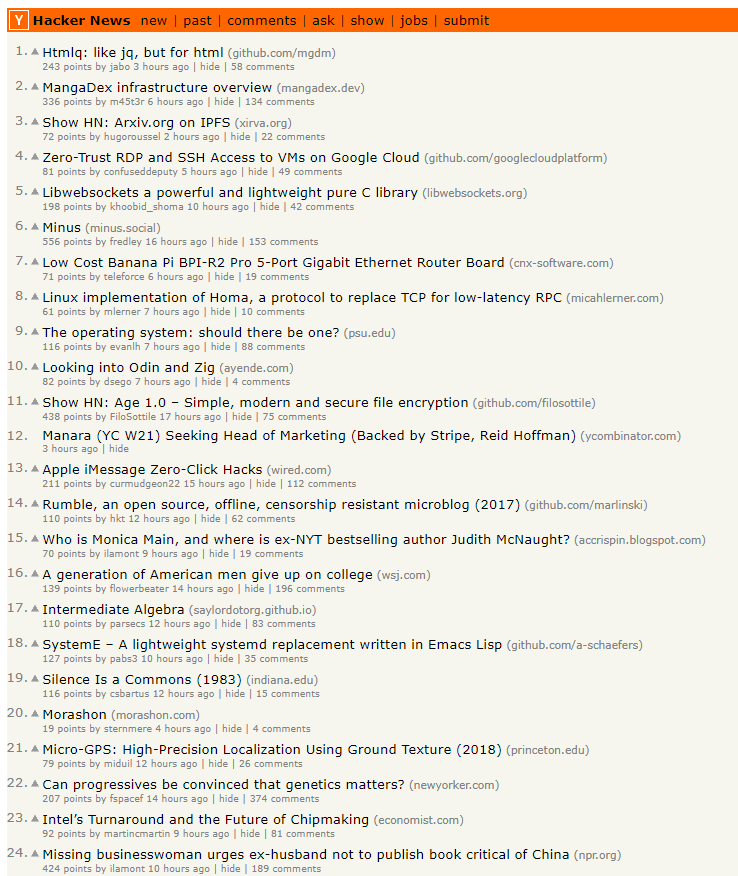 Y Hacker News new | past | comments | ask | show | jobs | submit
1. Htmlq: like jq, but for html (github.com/mgdm)
243 points by jabo 3 hours ago | hide | 58 comments
2. MangaDex infrastructure overview (mangadex.dev)
336 points by m45t3r 6 hours ago | hide | 134 comments
3. Show HN: Arxiv.org on IPFS (xirva.org)
72 points by hugoroussel 2 hours ago | hide | 22 comments
4. Zero-Trust RDP and SSH Access to VMs on Google Cloud (github.com/googlecloudplatform)
81 points by confuseddeputy 5 hours ago | hide | 49 comments
5. Libwebsockets a powerful and lightweight pure C library (libwebsockets.org)
198 points by khoobid_shoma 10 hours ago | hide | 42 comments
6. Minus (minus.social)
556 points by fredley 16 hours ago | hide | 153 comments
7. Low Cost Banana Pi BPI-R2 Pro 5-Port Gigabit Ethernet Router Board (cnx-software.com)
71 points by teleforce 6 hours ago | hide | 19 comments
8. Linux implementation of Homa, a protocol to replace TCP for low-latency RPC (micahlerner.com)
61 points by mlerner 7 hours ago | hide | 10 comments
9. The operating system: should there be one? (psu.edu)
116 points by evanlh 7 hours ago | hide | 88 comments
10. Looking into Odin and Zig (ayende.com)
82 points by dsego 7 hours ago | hide | 4 comments
11. Show HN: Age 1.0 – Simple, modern and secure file encryption (github.com/filosottile)
438 points by FiloSottile 17 hours ago | hide | 75 comments
12. Manara (YC W21) Seeking Head of Marketing (Backed by Stripe, Reid Hoffman) (ycombinator.com)
3 hours ago | hide
13. Apple iMessage Zero-Click Hacks (wired.com)
211 points by curmudgeon22 15 hours ago | hide | 112 comments
14. Rumble, an open source, offline, censorship resistant microblog (2017) (github.com/marlinski)
110 points by hkt 12 hours ago | hide | 62 comments
15. Who is Monica Main, and where is ex-NYT bestselling author Judith McNaught? (accrispin.blogspot.com)
70 points by ilamont 9 hours ago | hide | 19 comments
16. A generation of American men give up on college (wsj.com)
139 points by flowerbeater 14 hours ago | hide | 196 comments
17. Intermediate Algebra (saylordotorg.github.io)
110 points by parsecs 12 hours ago | hide | 83 comments
18. SystemE – A lightweight systemd replacement written in Emacs Lisp (github.com/a-schaefers)
127 points by pabs3 10 hours ago | hide | 35 comments
19. Silence Is a Commons (1983) (indiana.edu)
116 points by csbartus 12 hours ago | hide | 15 comments
20. Morashon (morashon.com)
19 points by sternmere 4 hours ago | hide | 4 comments
21. Micro-GPS: High-Precision Localization Using Ground Texture (2018) (princeton.edu)
79 points by miduil 12 hours ago | hide | 26 comments
22. Can progressives be convinced that genetics matters? (newyorker.com)
207 points by fspacef 14 hours ago | hide | 374 comments
23. Intel's Turnaround and the Future of Chipmaking (economist.com)
92 points by martincmartin 9 hours ago | hide | 81 comments
24. Missing businesswoman urges ex-husband not to publish book critical of China (npr.org)
424 points by ilamont 10 hours ago | hide | 189 comments